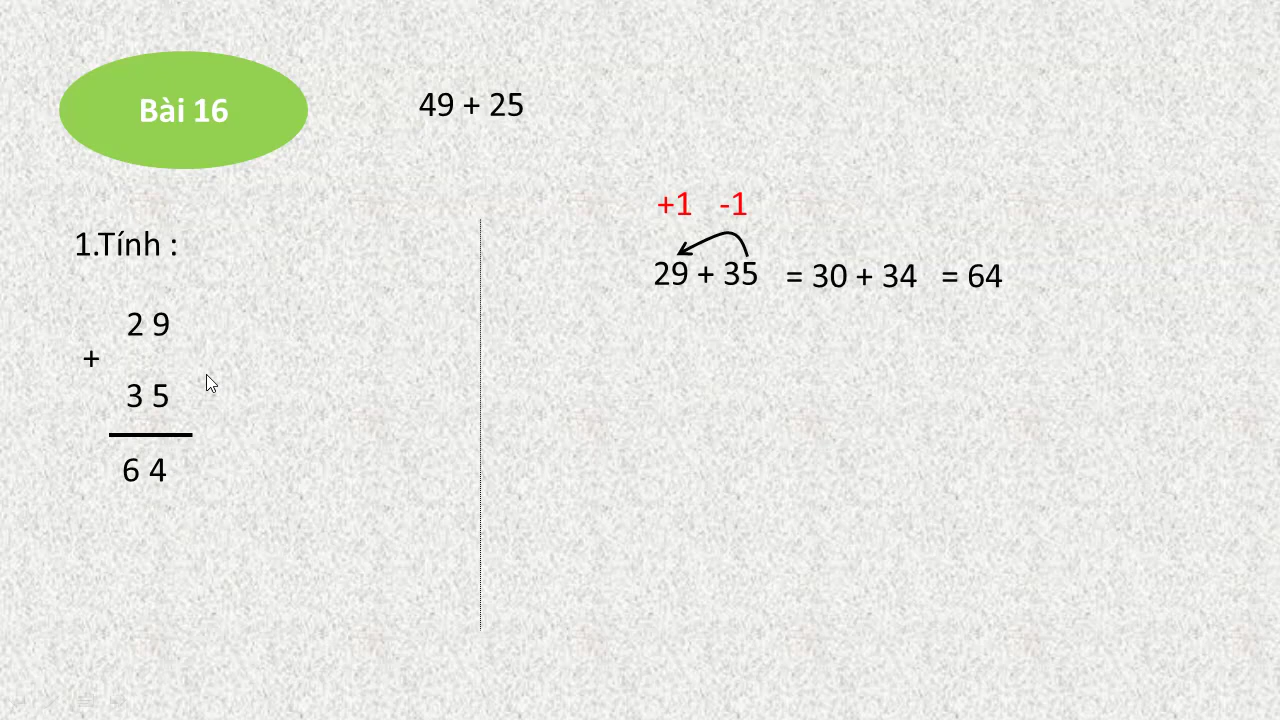 Bài 16
49 + 25
1.Tính :
2 9
+
3 5
6 4
+1 -1
29 + 35 = 30 + 34 = 64